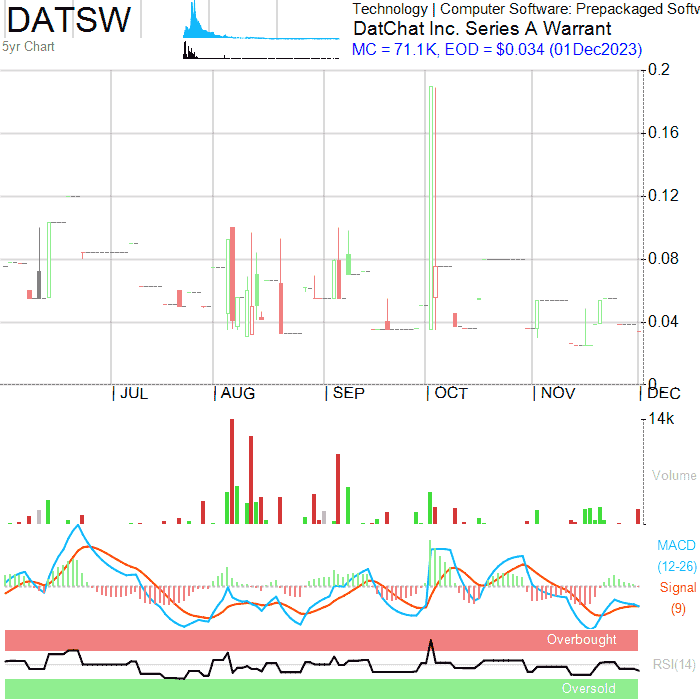 DATSW
5yr Chart
Technology | Computer Software: Prepackaged Softw
DatChat Inc. Series A Warrant
MC = 71.1K, EOD = $0.034 (01Dec2023)
0.2
0.16
0.12
0.08
0.04
0
JUL
AUG
SEP
OCT
NOV
DEC
14k
Volume
MACD
(12-26)
Signal
(9)
Overbought
RSI(14)
Oversold